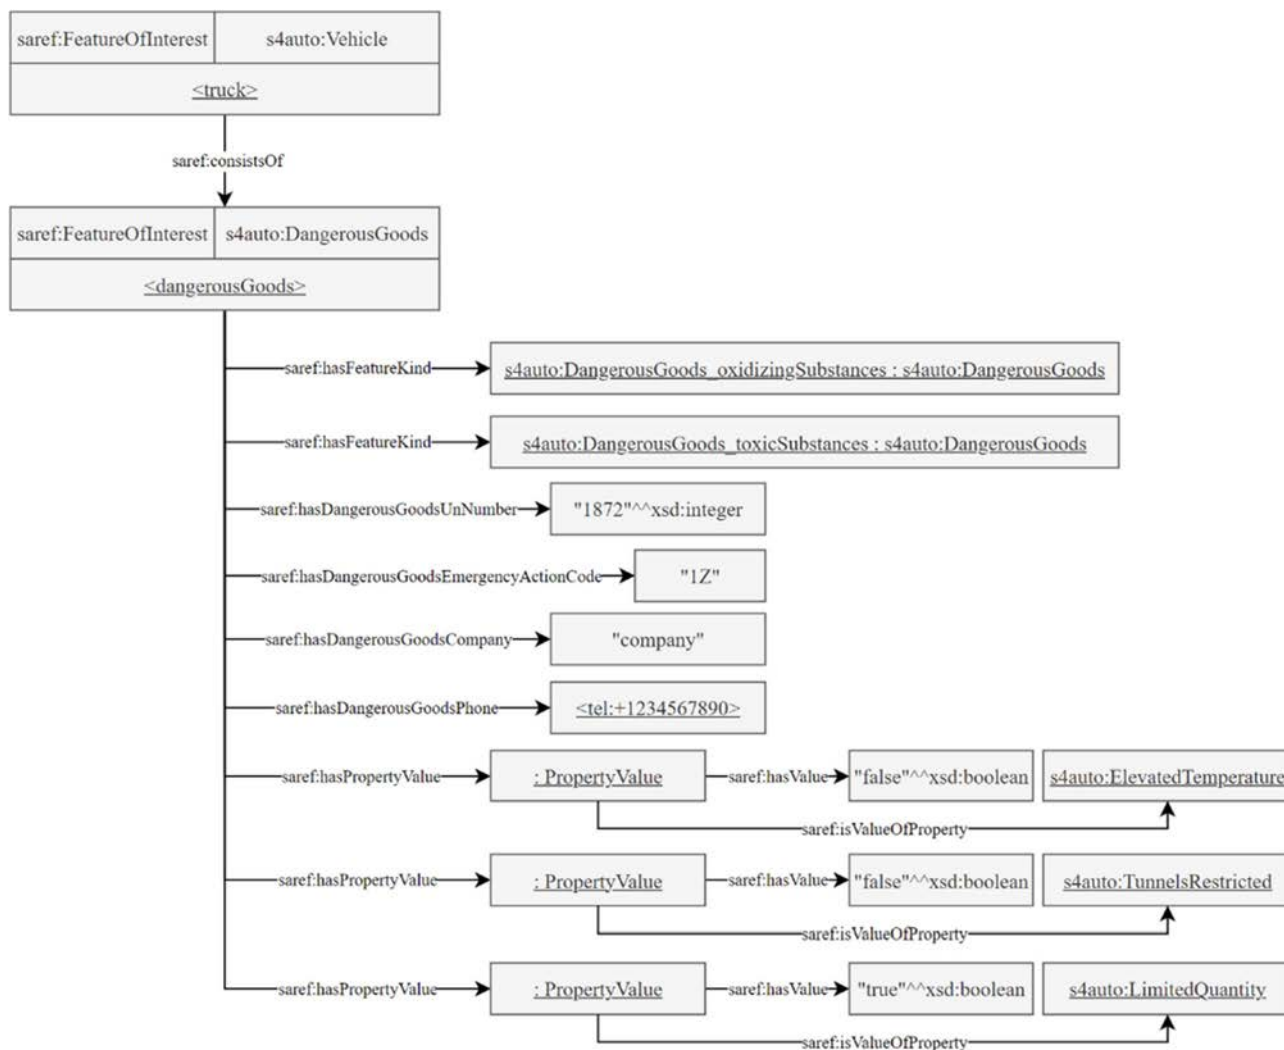 saref:FeatureOfInterest s4auto:Vehicle
<truck>
saref:consistsOf
saref:FeatureOfInterest s4auto:DangerousGoods
<dangerousGoods>
saref:hasFeatureKind s4auto:DangerousGoods_oxidizingSubstances : s4auto:DangerousGoods
saref:hasFeatureKind s4auto:DangerousGoods_toxicSubstances : s4auto:DangerousGoods
saref:hasDangerousGoodsUnNumber "1872"^^xsd:integer
saref:hasDangerousGoodsEmergencyActionCode "1Z"
saref:hasDangerousGoodsCompany "company"
saref:hasDangerousGoodsPhone <tel:+1234567890>
saref:hasPropertyValue : PropertyValue saref:hasValue "false"^^xsd:boolean s4auto:ElevatedTemperature
saref:isValueOfProperty
saref:hasPropertyValue : PropertyValue saref:hasValue "false"^^xsd:boolean s4auto:TunnelsRestricted
saref:isValueOfProperty
saref:hasPropertyValue : PropertyValue saref:hasValue "true"^^xsd:boolean s4auto:LimitedQuantity
saref:isValueOfProperty